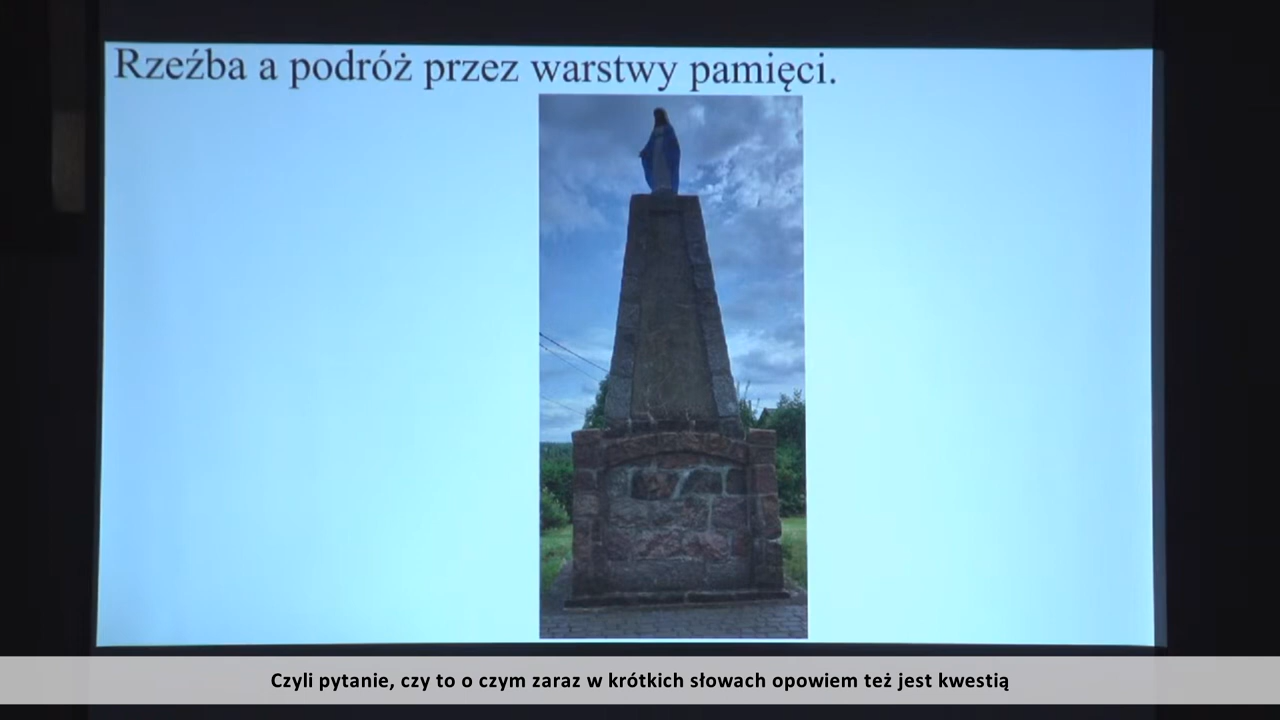 Rzeźba a podróż przez warstwy pamięci.
Czyli pytanie, czy to o czym zaraz w krótkich słowach opowiem też jest kwestią